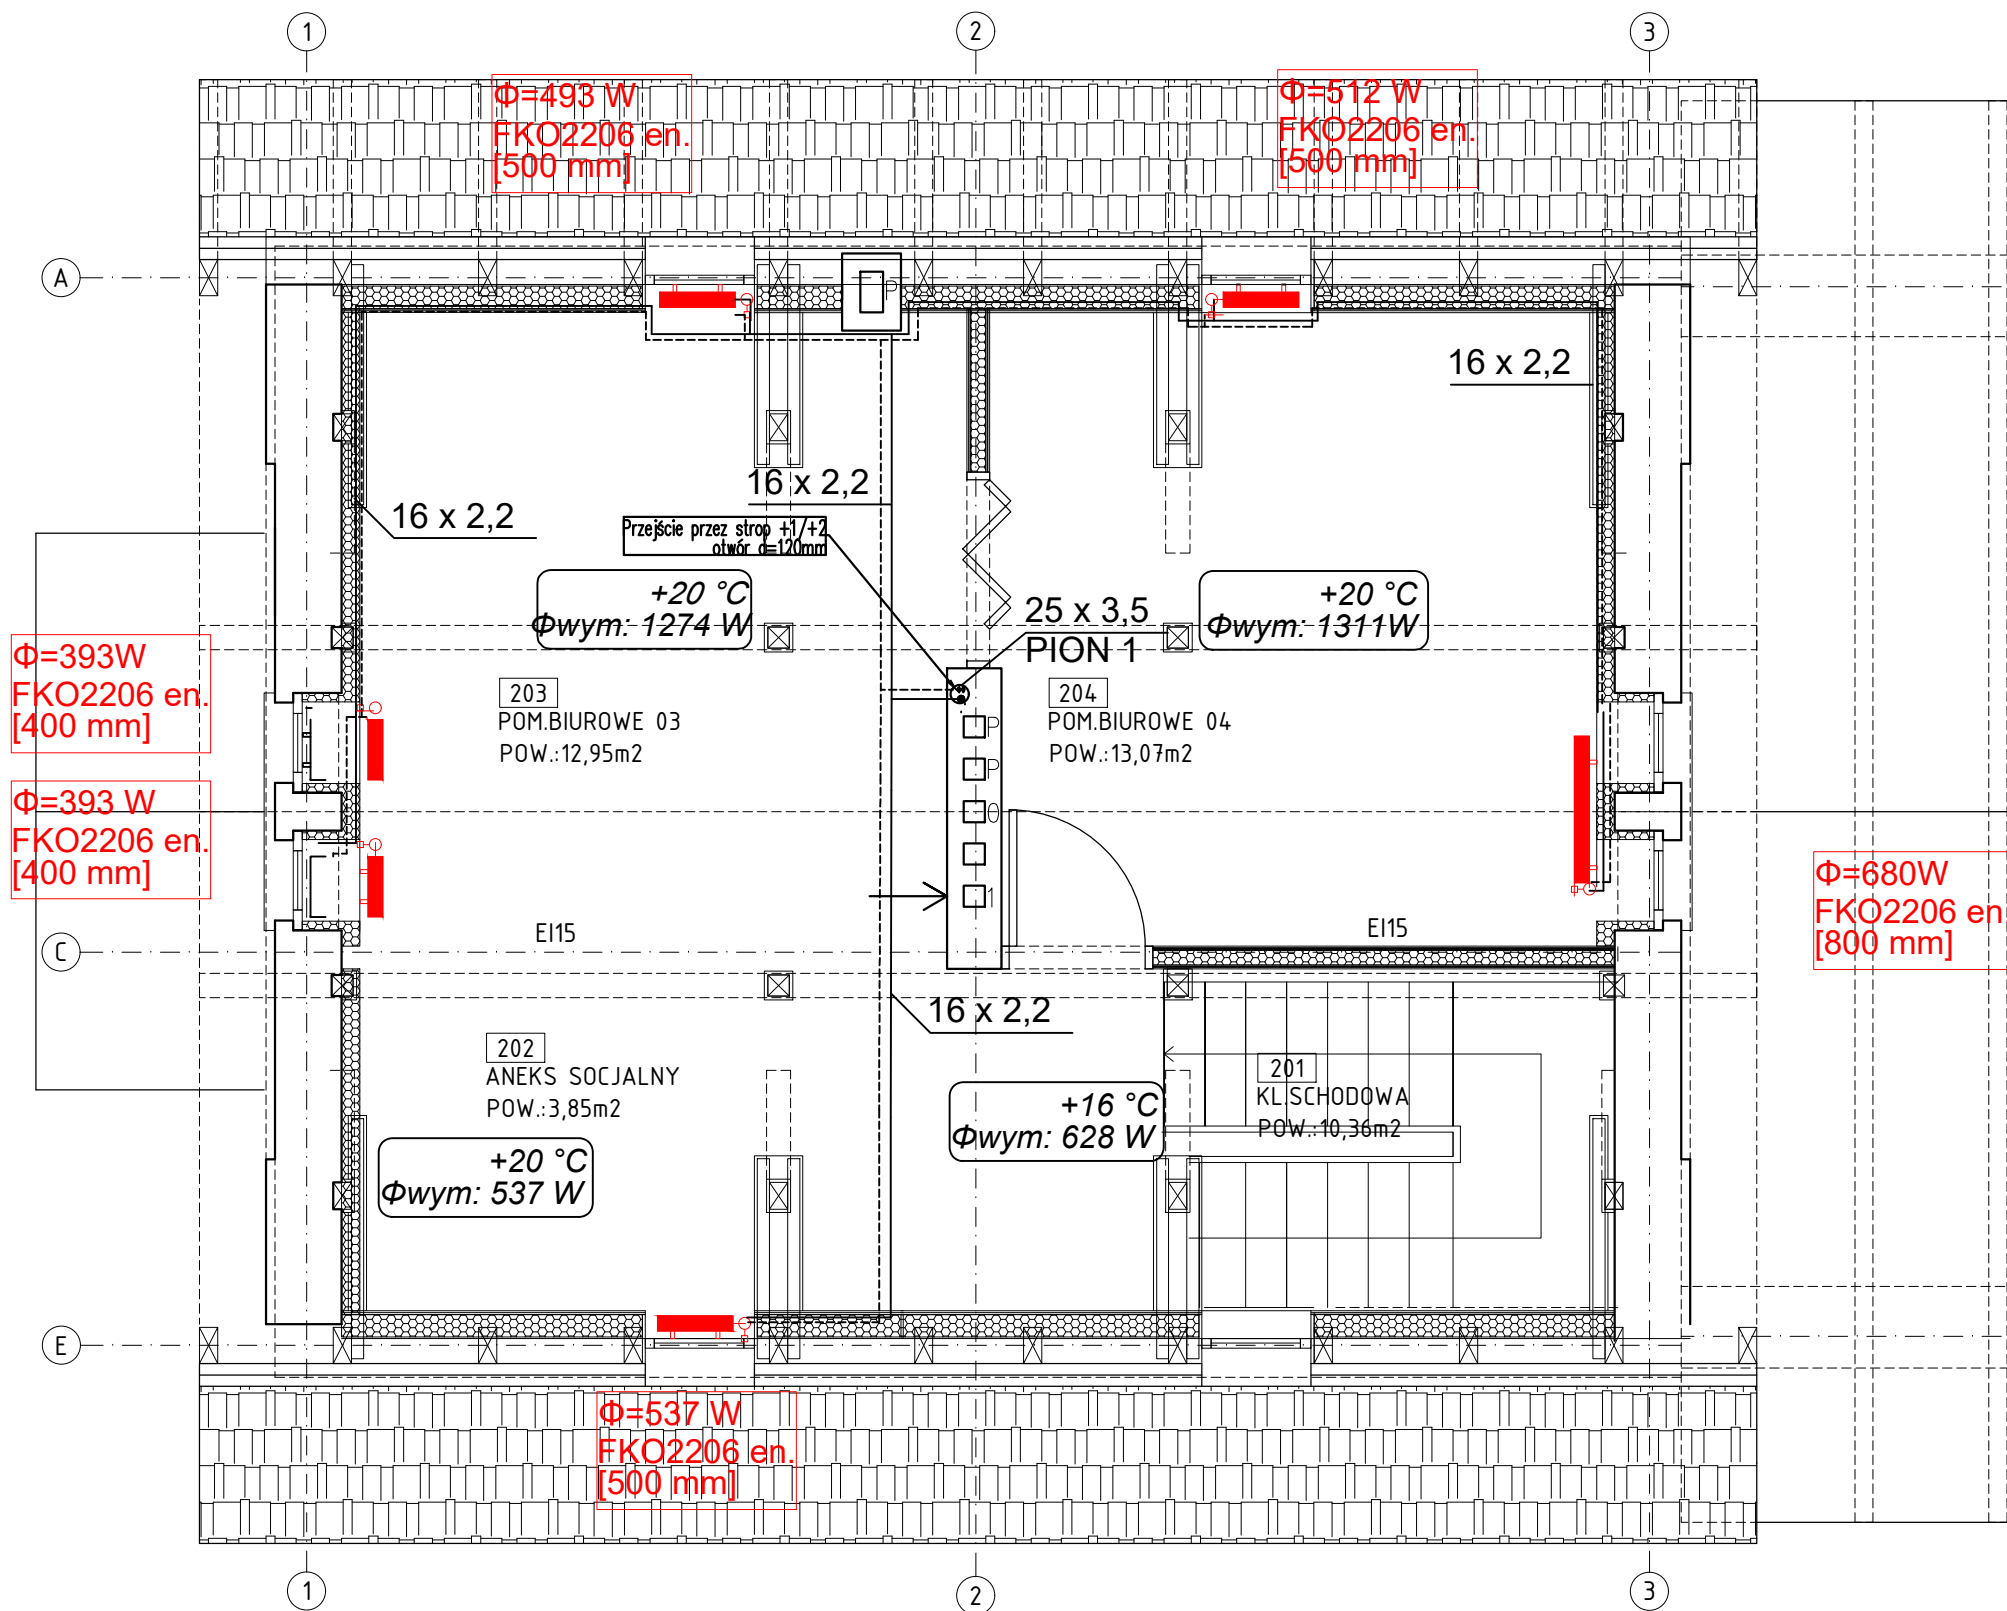 1
2
3
Φ=493 W
FKO2206 en.
[500 mm]
Φ=512 W
FKO2206 en.
[500 mm]
A
P
16 x 2,2
16 x 2,2
16 x 2,2
Przejście przez strop +1/+2
otwór d=120mm
+20 °C
Φwym: 1274 W
+20 °C
Φwym: 1311W
25 x 3,5
PION 1
Φ=393W
FKO2206 en.
[400 mm]
203
POM.BIUROWE 03
POW.:12,95m2
204
POM.BIUROWE 04
POW.:13,07m2
P
P
O
1
Φ=393 W
FKO2206 en.
[400 mm]
Φ=680W
FKO2206 en
[800 mm]
EI15
EI15
C
16 x 2,2
202
ANEKS SOCJALNY
POW.:3,85m2
201
KL.SCHODOWA
POW.:10,36m2
+16 °C
Φwym: 628 W
+20 °C
Φwym: 537 W
E
Φ=537 W
FKO2206 en.
[500 mm]
1
2
3